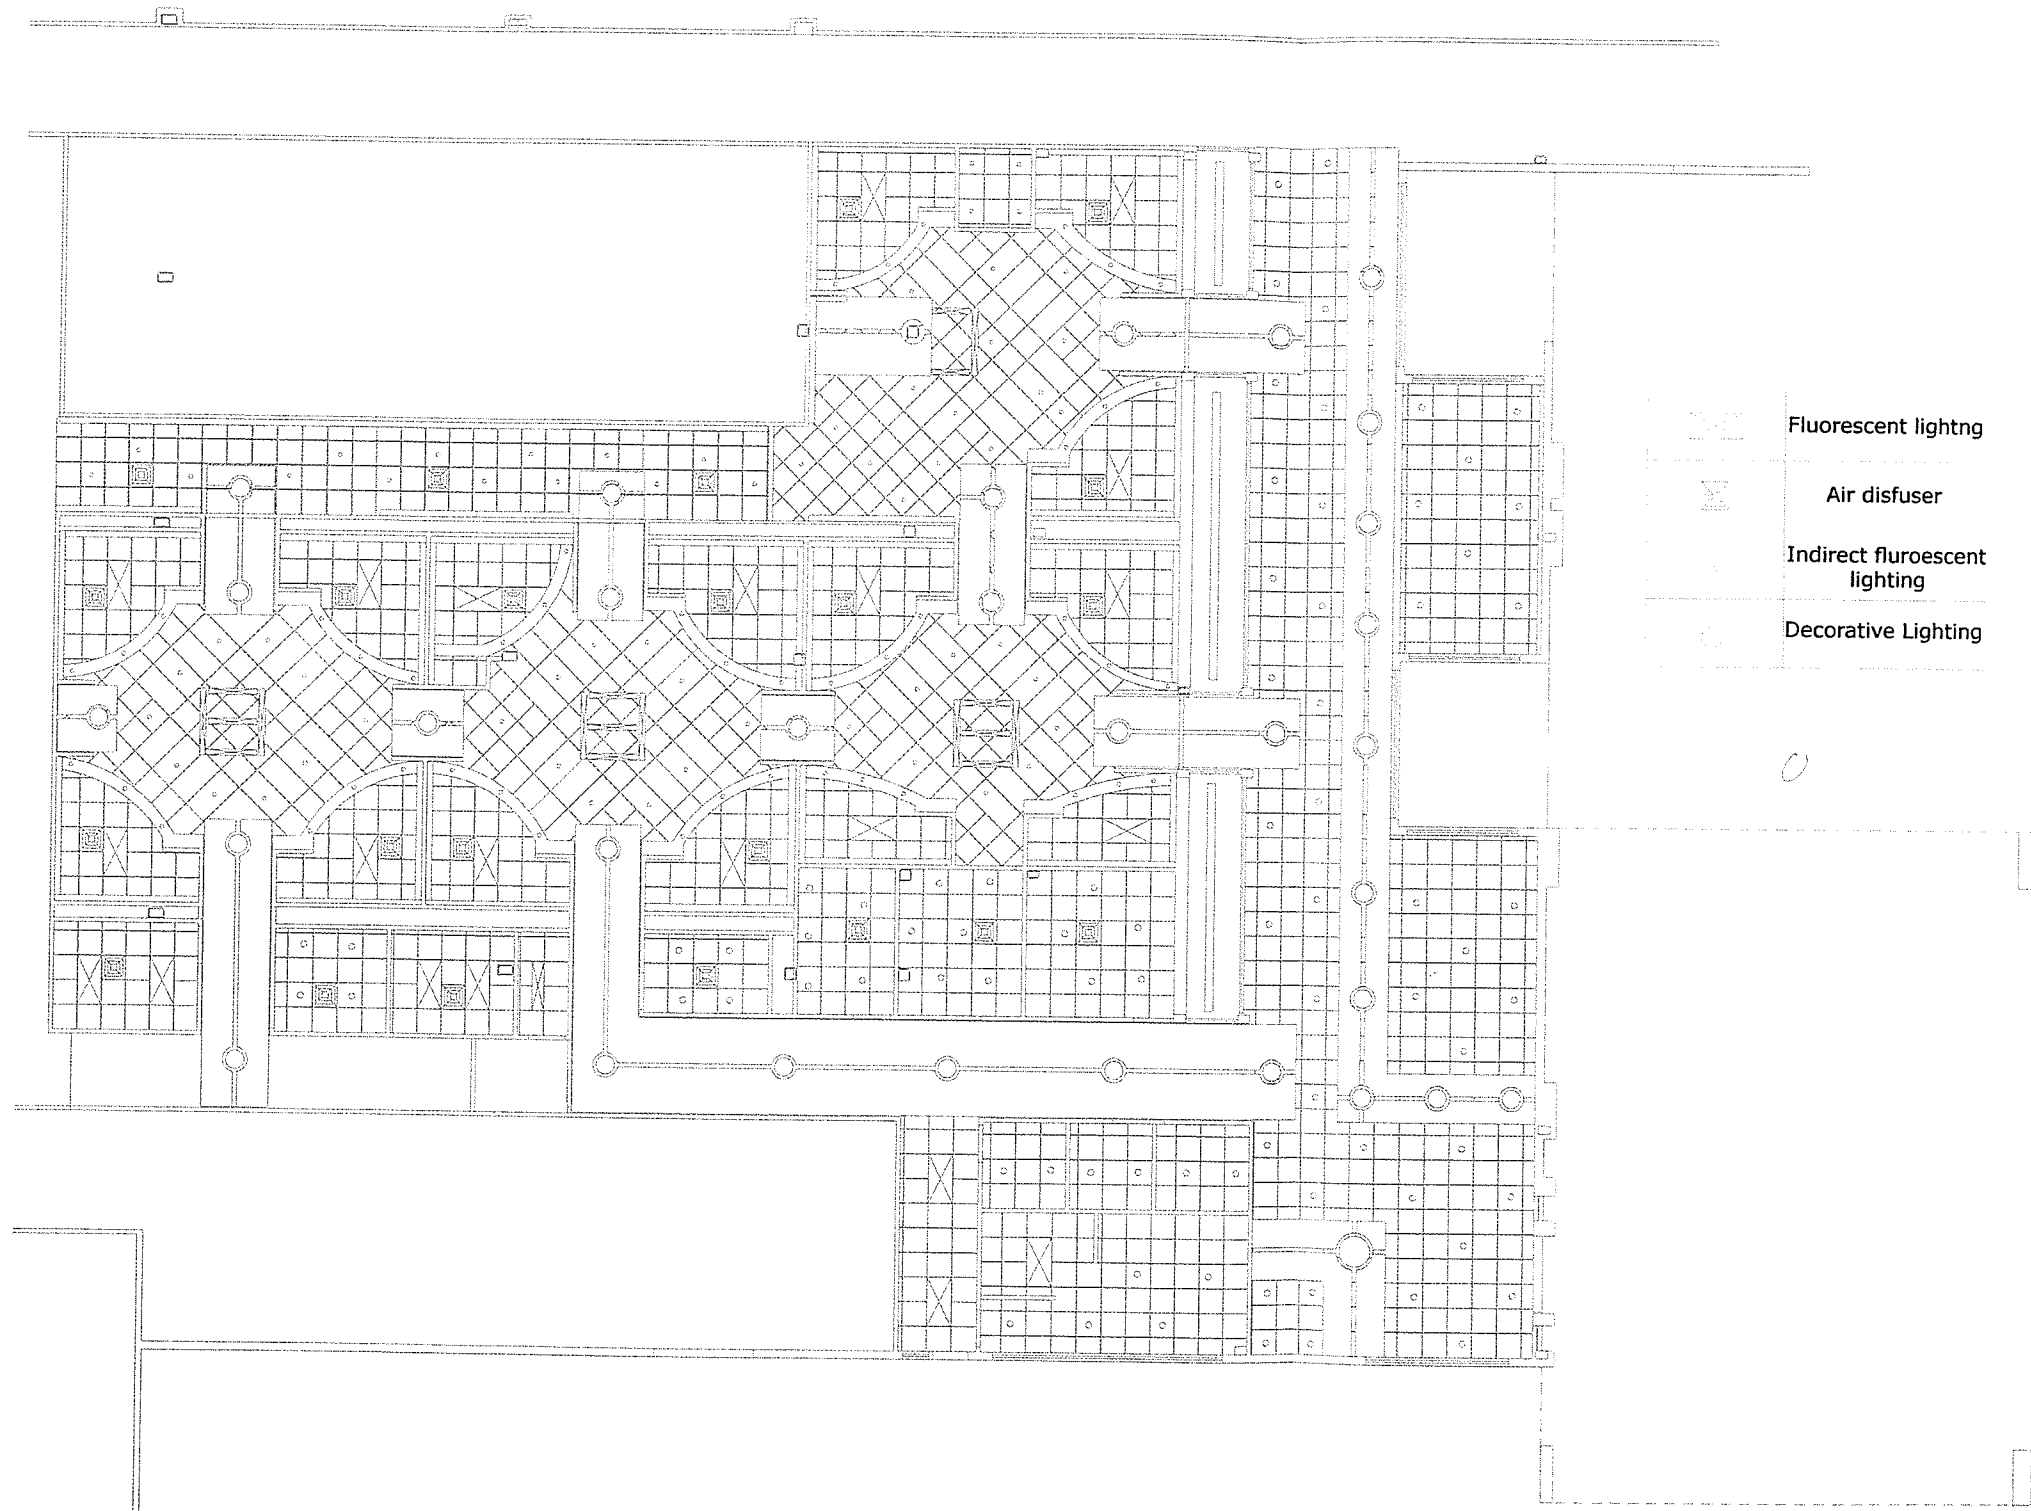 Fluorescent lightng
Air disfuser
Indirect fluroescent
lighting
Decorative Lighting